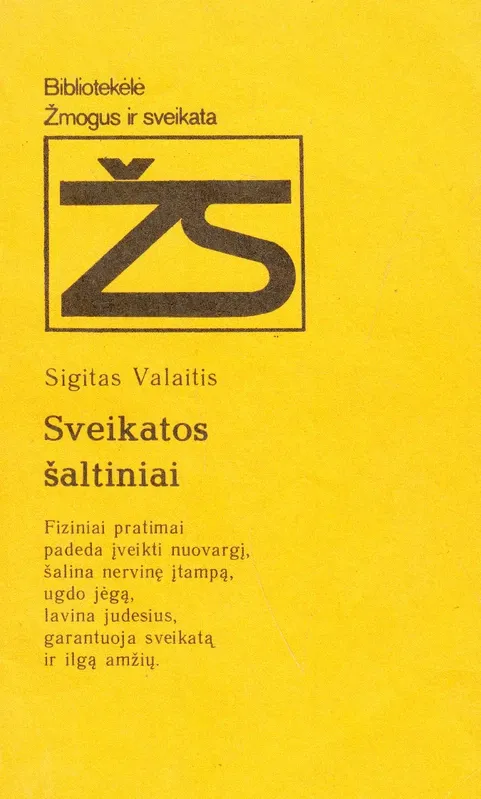 Bibliotekėlė
Žmogus ir sveikata
ŽS
Sigitas Valaitis
Sveikatos
šaltiniai
Fiziniai pratimai
padeda įveikti nuovargį,
šalina nervinę įtampą,
ugdo jėgą,
lavina judesius,
garantuoja sveikatą
ir ilgą amžių.